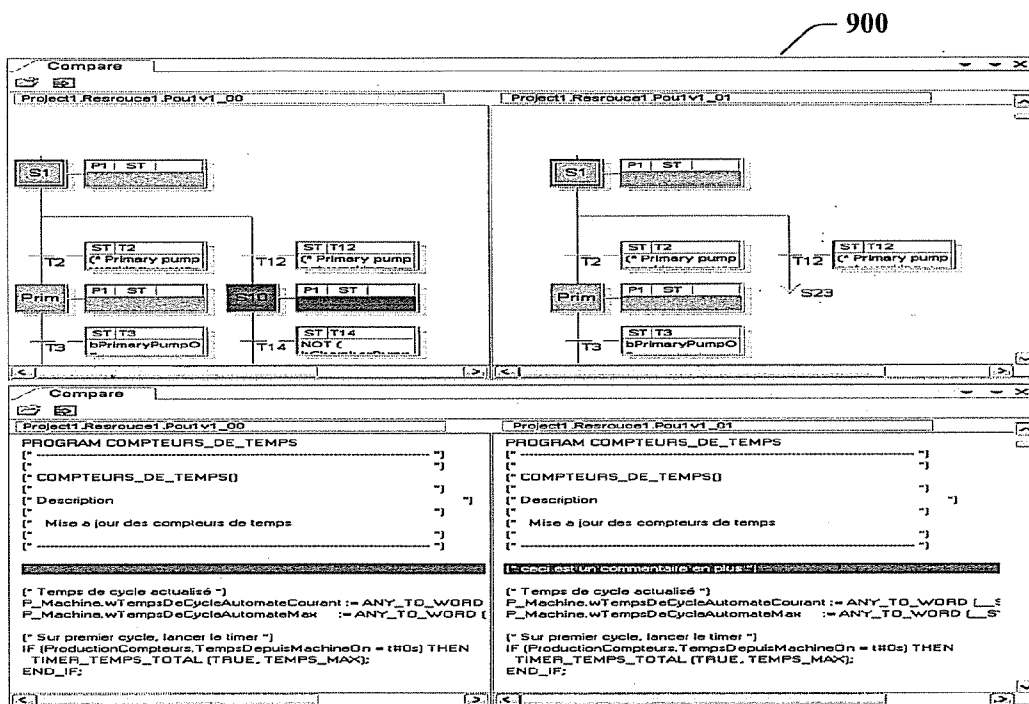 900
Compare
Project1.Resrouce1.Pou1v1_00
Project1.Resrouce1.Pou1v1_01
S1
P1 | ST |
T2
ST | T2
(* Primary pump
T12
ST | T12
(* Primary pump
Prim
P1 | ST |
S10
P1 | ST |
T3
ST | T3
bPrimaryPumpO
T14
ST | T14
NOT (
S1
P1 | ST |
T2
ST | T2
(* Primary pump
T12
ST | T12
(* Primary pump
S23
Prim
P1 | ST |
T3
ST | T3
bPrimaryPumpO
Compare
Project1.Resrouce1.Pou1v1_00
PROGRAM COMPTEURS_DE_TEMPS
(* ---------------------------------------- *)
(* *)
(* COMPTEURS_DE_TEMPS()
(* *)
(* Description *)
(* *)
(* Mise a jour des compteurs de temps
(* *)
(* ---------------------------------------- *)
(* Temps de cycle actualisé *)
P_Machine.wTempsDeCycleAutomateCourant := ANY_TO_WORD
P_Machine.wTempsDeCycleAutomateMax := ANY_TO_WORD (
(* Sur premier cycle, lancer le timer *)
IF (ProductionCompteurs.TempsDepuisMachineOn = t#0s) THEN
TIMER_TEMPS_TOTAL (TRUE, TEMPS_MAX);
END_IF;
Project1.Resrouce1.Pou1v1_01
PROGRAM COMPTEURS_DE_TEMPS
(* ---------------------------------------- *)
(* *)
(* COMPTEURS_DE_TEMPS()
(* *)
(* Description *)
(* *)
(* Mise a jour des compteurs de temps
(* *)
(* ---------------------------------------- *)
(* ceci est un commentaire en plus *)
(* Temps de cycle actualisé *)
P_Machine.wTempsDeCycleAutomateCourant := ANY_TO_WORD (__S
P_Machine.wTempsDeCycleAutomateMax := ANY_TO_WORD (__S
(* Sur premier cycle, lancer le timer *)
IF (ProductionCompteurs.TempsDepuisMachineOn = t#0s) THEN
TIMER_TEMPS_TOTAL (TRUE, TEMPS_MAX);
END_IF;